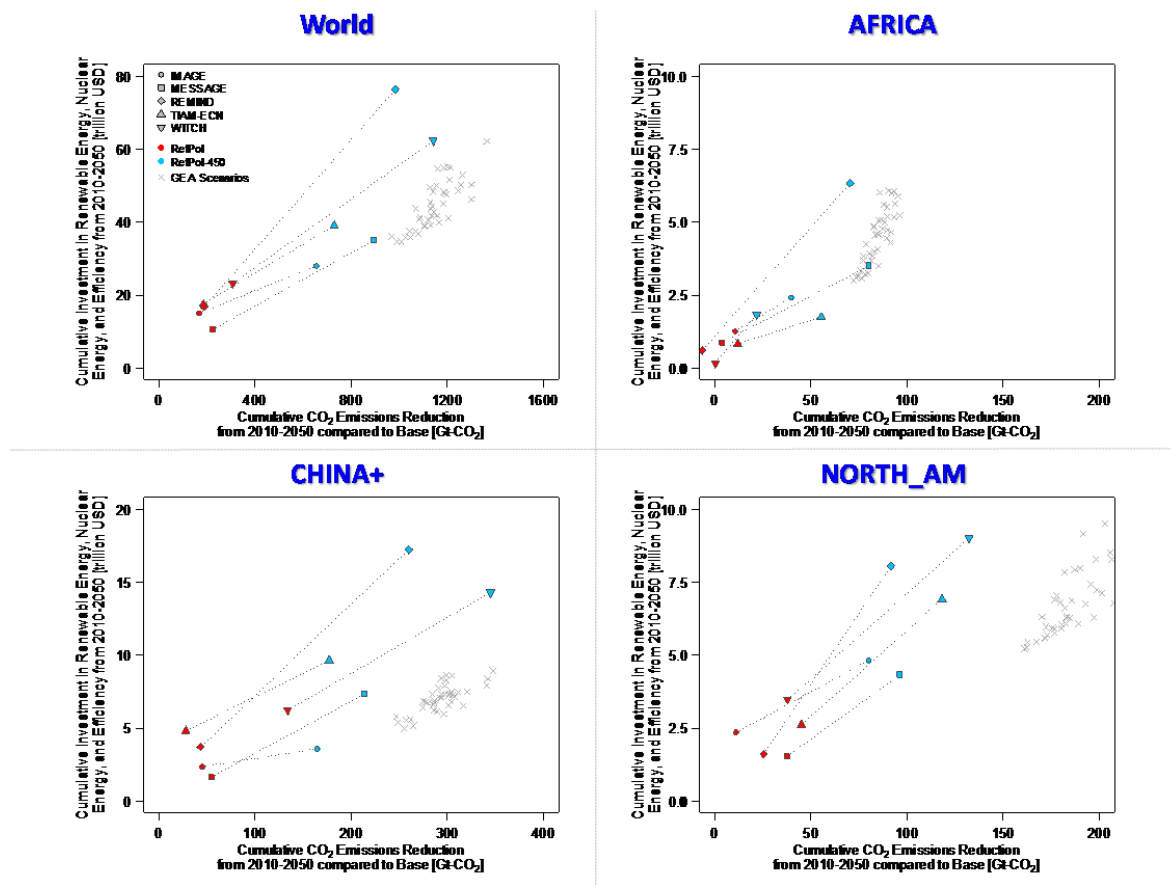 World
Cumulative Investment in Renewable Energy, Nuclear
Energy, and Efficiency from 2010-2050 [trillion USD]
80
60
40
20
0
IMAGE
MESSAGE
REMIND
TIAM-ECN
WITCH
RefPol
RefPol-450
GEA Scenarios
0 400 800 1200 1600
Cumulative CO₂ Emissions Reduction
from 2010-2050 compared to Base [Gt-CO₂]
AFRICA
Cumulative Investment in Renewable Energy, Nuclear
Energy, and Efficiency from 2010-2050 [trillion USD]
10.0
7.5
5.0
2.5
0.0
0 50 100 150 200
Cumulative CO₂ Emissions Reduction
from 2010-2050 compared to Base [Gt-CO₂]
CHINA+
Cumulative Investment in Renewable Energy, Nuclear
Energy, and Efficiency from 2010-2050 [trillion USD]
20
15
10
5
0
0 100 200 300 400
Cumulative CO₂ Emissions Reduction
from 2010-2050 compared to Base [Gt-CO₂]
NORTH_AM
Cumulative Investment in Renewable Energy, Nuclear
Energy, and Efficiency from 2010-2050 [trillion USD]
10.0
7.5
5.0
2.5
0.0
0 50 100 150 200
Cumulative CO₂ Emissions Reduction
from 2010-2050 compared to Base [Gt-CO₂]